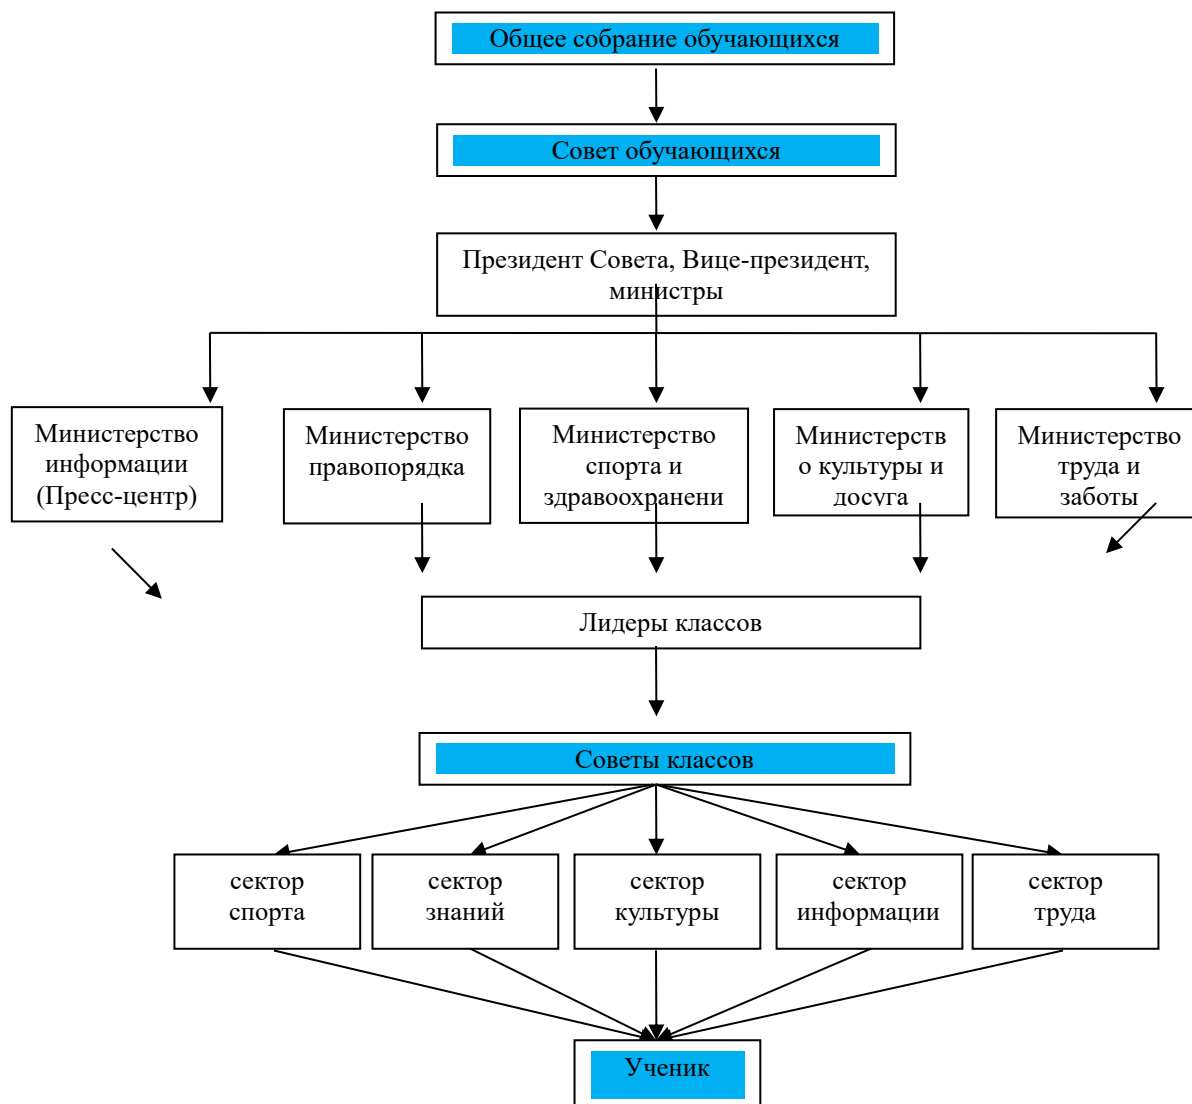 Общее собрание обучающихся
Совет обучающихся
Президент Совета, Вице-президент,
министры
Министерство
информации
(Пресс-центр)
Министерство
правопорядка
Министерство
спорта и
здравоохранени
Министерств
о культуры и
досуга
Министерство
труда и
заботы
Лидеры классов
Советы классов
сектор
спорта
сектор
знаний
сектор
культуры
сектор
информации
сектор
труда
Ученик